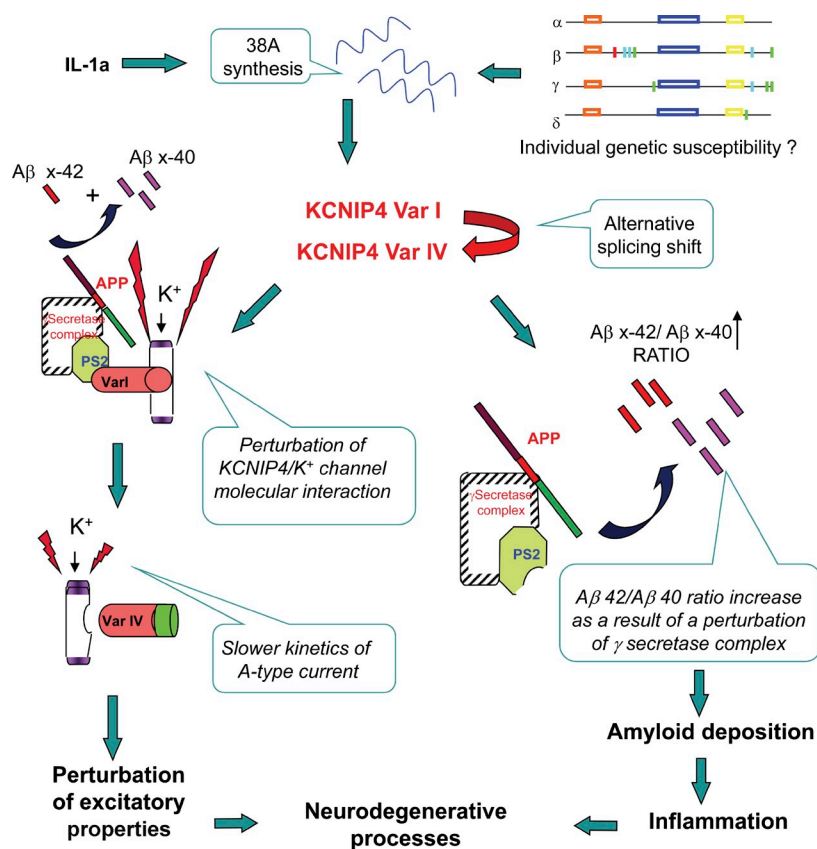 IL-1a
38A
synthesis
α
β
γ
δ
Individual genetic susceptibility ?
Aβ x-42
+
Aβ x-40
KCNIP4 Var I
KCNIP4 Var IV
Alternative
splicing shift
APP
K+
γSecretase
complex
PS2
VarI
Perturbation of
KCNIP4/K+ channel
molecular interaction
Aβ x-42/ Aβ x-40
RATIO
APP
γSecretase
complex
PS2
K+
Var IV
Slower kinetics of
A-type current
Aβ 42/Aβ 40 ratio increase
as a result of a perturbation
of γ secretase complex
Amyloid deposition
Perturbation
of excitatory
properties
Neurodegenerative
processes
Inflammation